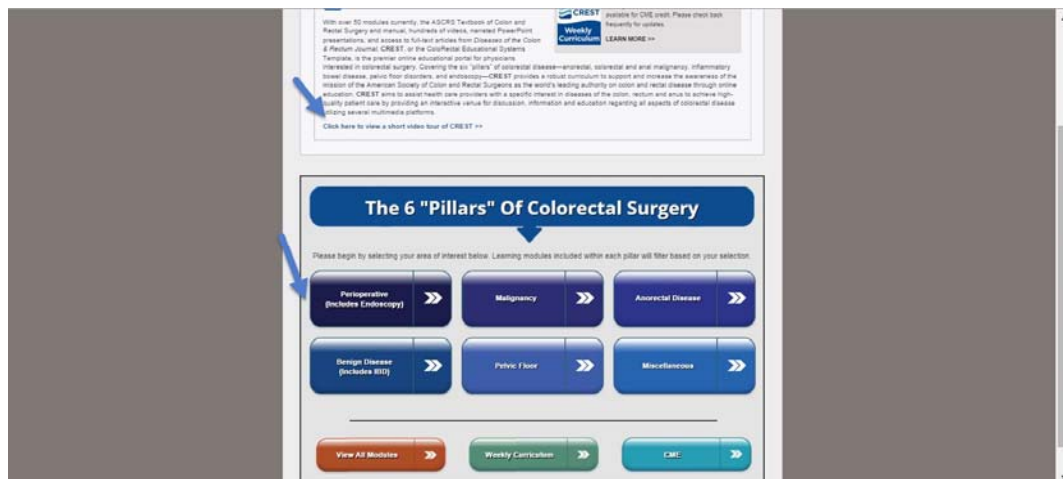 With over 50 modules currently, the ASCRS Textbook of Colon and
Rectal Surgery and manual, hundreds of videos, narrated PowerPoint
presentations, and access to full-text articles from Diseases of the Colon
& Rectum Journal, CREST, or the ColoRectal Educational Systems
Template, is the premier online educational portal for physicians
interested in colorectal surgery. Covering the six "pillars" of colorectal disease—anorectal, colorectal and anal malignancy, inflammatory
bowel disease, pelvic floor disorders, and endoscopy—CREST provides a robust curriculum to support and increase the awareness of the
mission of the American Society of Colon and Rectal Surgeons as the world's leading authority on colon and rectal disease through online
education. CREST aims to assist health care providers with a specific interest in diseases of the colon, rectum and anus to achieve high-
quality patient care by providing an interactive venue for discussion, information and education regarding all aspects of colorectal disease
utilizing several multimedia platforms.
CREST
Weekly
Curriculum
available for CME credit. Please check back
frequently for updates.
LEARN MORE >>
Click here to view a short video tour of CREST >>
The 6 "Pillars" Of Colorectal Surgery
Please begin by selecting your area of interest below. Learning modules included within each pillar will filter based on your selection.
Perioperative
(Includes Endoscopy)
Malignancy
Anorectal Disease
Benign Disease
(Includes IBD)
Pelvic Floor
Miscellaneous
View All Modules
Weekly Curriculum
CME